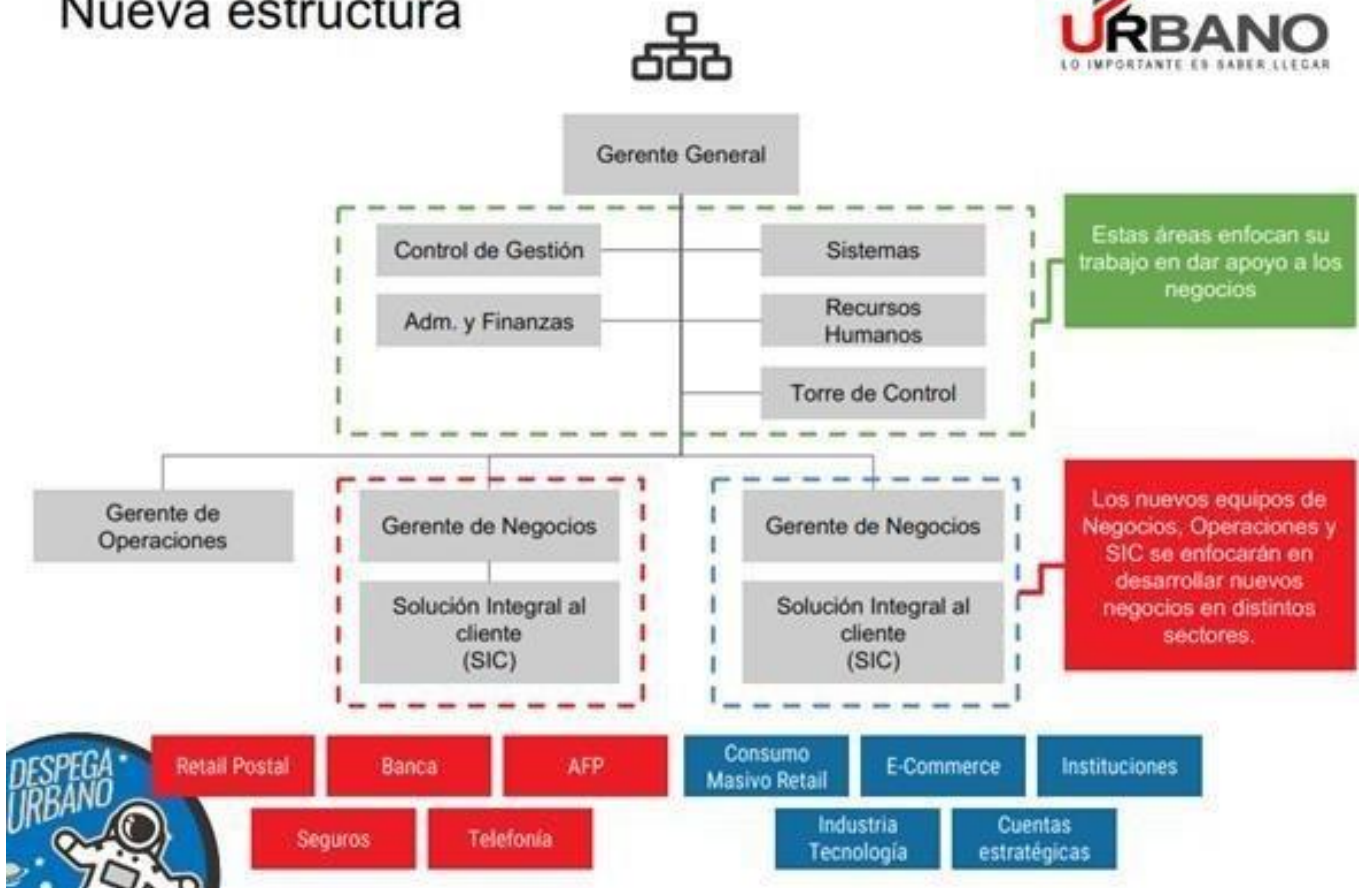 Nueva estructura
URBANO
LO IMPORTANTE ES SABER LLEGAR
Gerente General
Control de Gestión
Sistemas
Estas áreas enfocan su
trabajo en dar apoyo a los
negocios
Adm. y Finanzas
Recursos
Humanos
Torre de Control
Gerente de
Operaciones
Gerente de Negocios
Solución Integral al
cliente
(SIC)
Gerente de Negocios
Solución Integral al
cliente
(SIC)
Los nuevos equipos de
Negocios, Operaciones y
SIC se enfocarán en
desarrollar nuevos
negocios en distintos
sectores.
DESPEGA
URBANO
Retail Postal
Banca
AFP
Seguros
Telefonía
Consumo
Masivo Retail
E-Commerce
Instituciones
Industria
Tecnología
Cuentas
estratégicas